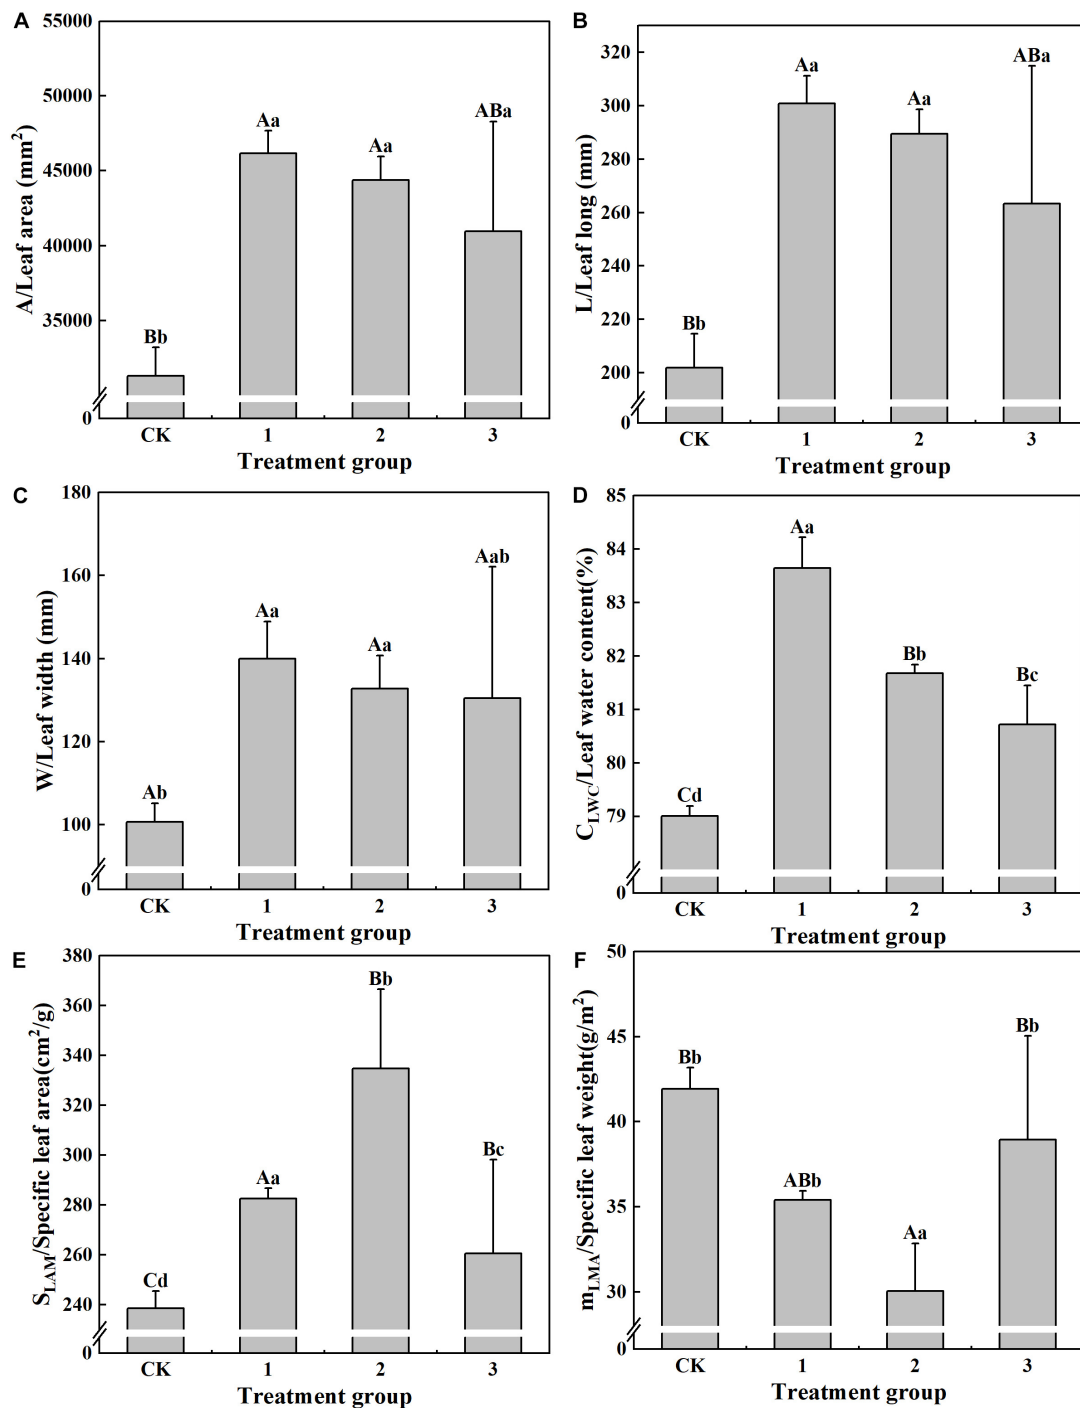 A
55000
50000
45000
40000
35000
0
A/Leaf area (mm²)
Bb
Aa
Aa
ABa
CK 1 2 3
Treatment group
B
320
300
280
260
240
220
200
0
L/Leaf long (mm)
Bb
Aa
Aa
ABa
CK 1 2 3
Treatment group
C
180
160
140
120
100
0
W/Leaf width (mm)
Ab
Aa
Aa
Aab
CK 1 2 3
Treatment group
D
85
84
83
82
81
80
79
0
C_LWC/Leaf water content(%)
Cd
Aa
Bb
Bc
CK 1 2 3
Treatment group
E
380
360
340
320
300
280
260
240
0
S_LAM/Specific leaf area(cm²/g)
Cd
Aa
Bb
Bc
CK 1 2 3
Treatment group
F
50
45
40
35
30
0
m_LMA/Specific leaf weight(g/m²)
Bb
ABb
Aa
Bb
CK 1 2 3
Treatment group